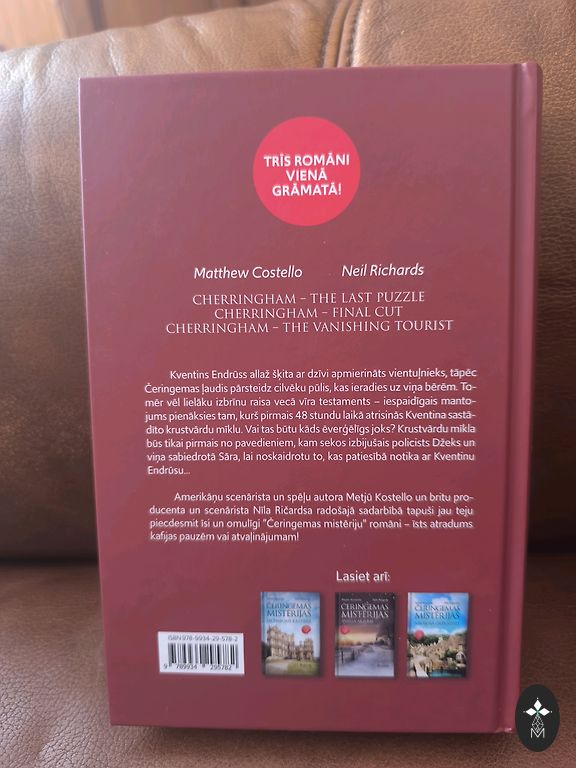 TRĪS ROMĀNI
VIENĀ
GRĀMATĀ!
Matthew Costello Neil Richards
CHERRINGHAM – THE LAST PUZZLE
CHERRINGHAM – FINAL CUT
CHERRINGHAM – THE VANISHING TOURIST
Kventins Endrūss allaž šķita ar dzīvi apmierināts vientuļnieks, tāpēc
Čeringemas ļaudis pārsteidz cilvēku pūlis, kas ieradies uz viņa bērēm. To-
mēr vēl lielāku izbrīnu raisa vecā vīra testaments – iespaidīgais manto-
jums pienāksies tam, kurš pirmais 48 stundu laikā atrisinās Kventina sastā-
dīto krustvārdu mīklu. Vai tas būtu kāds ēverģēlīgs joks? Krustvārdu mīkla
būs tikai pirmais no pavedieniem, kam sekos izbijušais policists Džeks un
viņa sabiedrotā Sāra, lai noskaidrotu to, kas patiesībā notika ar Kventinu
Endrūsu...
Amerikāņu scenārista un spēļu autora Metjū Kostello un britu pro-
ducenta un scenārista Nīla Ričardsa radošajā sadarbībā tapuši jau teju
piecdesmit īsi un omulīgi "Čeringemas mistēriju" romāni – īsts atradums
kafijas pauzēm vai atvaļinājumam!
Lasiet arī:
ČERINGEMAS
MISTĒRIJAS
ČERINGEMAS
MISTĒRIJAS
ČERINGEMAS
MISTĒRIJAS
ISBN 978-9934-29-578-2
9 789934 295782
M